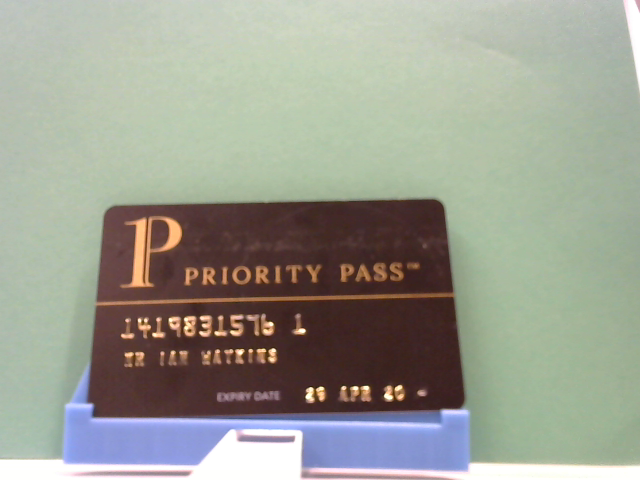 P PRIORITY PASS™
1419831576 1
MR IAN WATKINS
EXPIRY DATE 29 APR 20